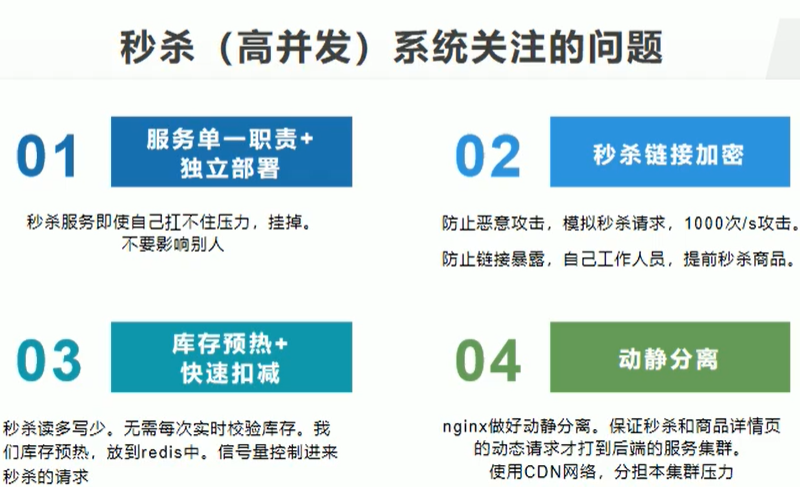 秒杀（高并发）系统关注的问题
01
服务单一职责+
独立部署
秒杀服务即使自己扛不住压力，挂掉。
不要影响别人
02
秒杀链接加密
防止恶意攻击，模拟秒杀请求，1000次/s攻击。
防止链接暴露，自己工作人员，提前秒杀商品。
03
库存预热+
快速扣减
秒杀读多写少。无需每次实时校验库存。我
们库存预热，放到redis中。信号量控制进来
秒杀的请求
04
动静分离
nginx做好动静分离。保证秒杀和商品详情页
的动态请求才打到后端的服务集群。
使用CDN网络，分担本集群压力